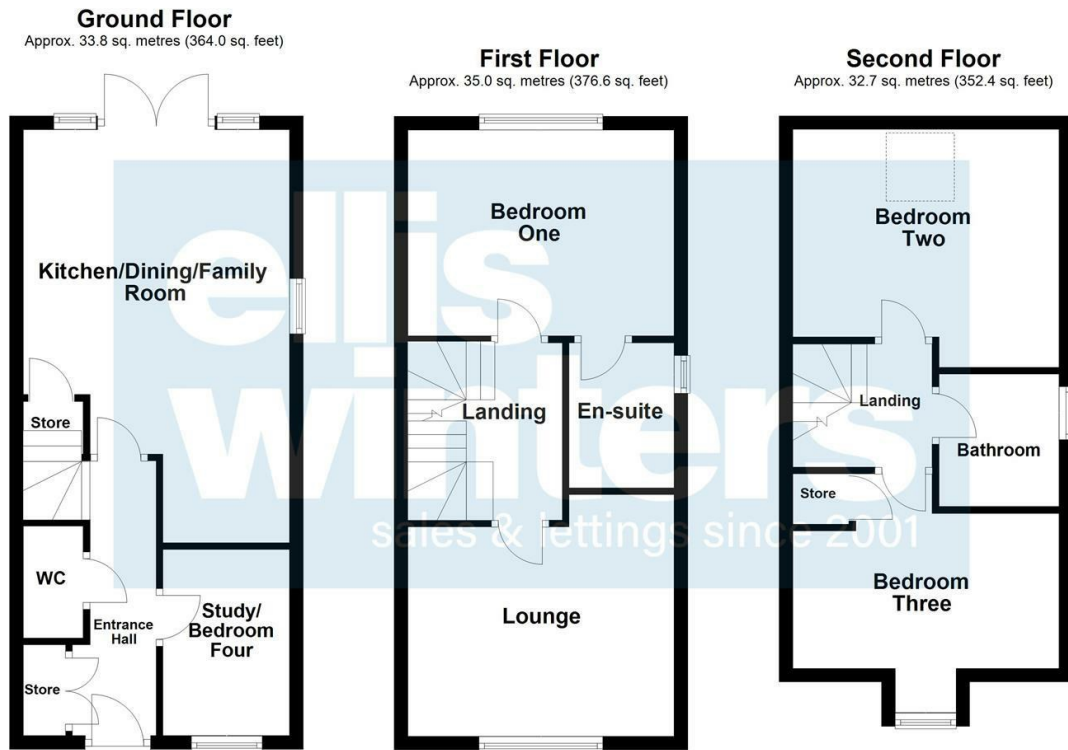 Ground Floor
Approx. 33.8 sq. metres (364.0 sq. feet)
Kitchen/Dining/Family
Room
Store
WC
Entrance
Hall
Study/
Bedroom
Four
Store
First Floor
Approx. 35.0 sq. metres (376.6 sq. feet)
Bedroom
One
Landing
En-suite
Lounge
Second Floor
Approx. 32.7 sq. metres (352.4 sq. feet)
Bedroom
Two
Landing
Bathroom
Store
Bedroom
Three
ellis
winters
sales & lettings since 2001